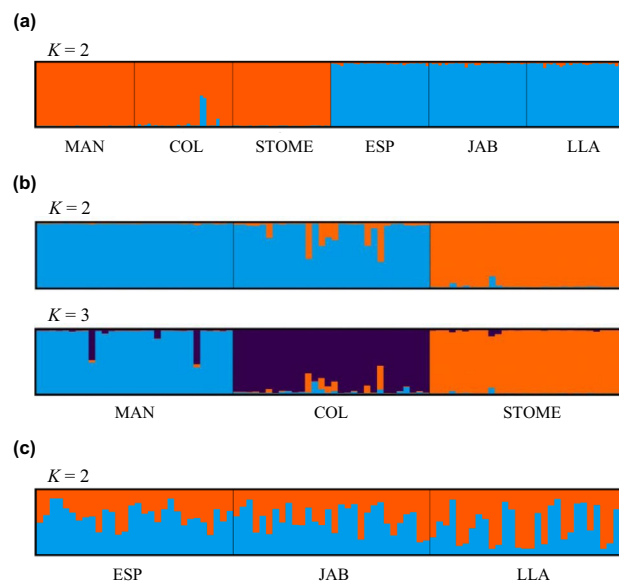 (a)
K = 2
MAN COL STOME ESP JAB LLA
(b)
K = 2
K = 3
MAN COL STOME
(c)
K = 2
ESP JAB LLA